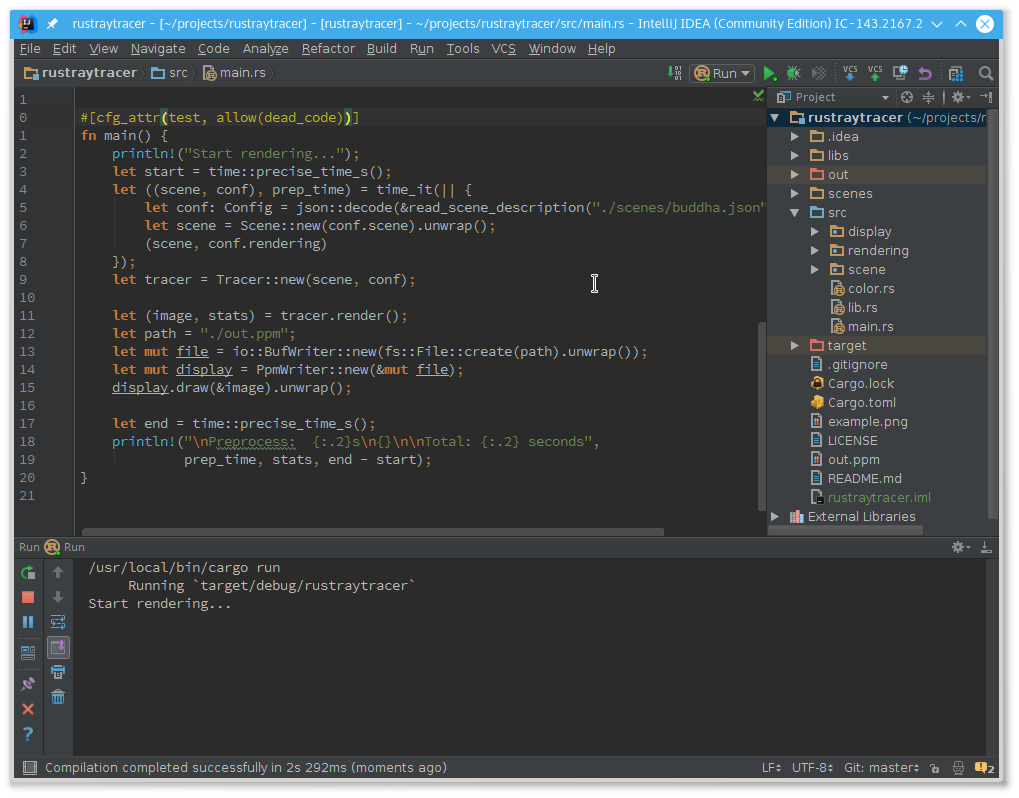 rustraytracer - [~/projects/rustraytracer] - [rustraytracer] - ~/projects/rustraytracer/src/main.rs - IntelliJ IDEA (Community Edition) IC-143.2167.2
File Edit View Navigate Code Analyze Refactor Build Run Tools VCS Window Help
rustraytracer src main.rs Run VCS VCS
1
0 #[cfg_attr(test, allow(dead_code))]
1 fn main() {
2     println!("Start rendering...");
3     let start = time::precise_time_s();
4     let ((scene, conf), prep_time) = time_it(|| {
5         let conf: Config = json::decode(&read_scene_description("./scenes/buddha.json"
6         let scene = Scene::new(conf.scene).unwrap();
7         (scene, conf.rendering)
8     });
9     let tracer = Tracer::new(scene, conf);
10
11     let (image, stats) = tracer.render();
12     let path = "./out.ppm";
13     let mut file = io::BufWriter::new(fs::File::create(path).unwrap());
14     let mut display = PpmWriter::new(&mut file);
15     display.draw(&image).unwrap();
16
17     let end = time::precise_time_s();
18     println!("\nPreprocess:  {:.2}s\n{}\n\nTotal: {:.2} seconds",
19              prep_time, stats, end - start);
20 }
21
Project
rustraytracer (~/projects/r
.idea
libs
out
scenes
src
display
rendering
scene
color.rs
lib.rs
main.rs
target
.gitignore
Cargo.lock
Cargo.toml
example.png
LICENSE
out.ppm
README.md
rustraytracer.iml
External Libraries
Run Run
/usr/local/bin/cargo run
     Running `target/debug/rustraytracer`
Start rendering...
Compilation completed successfully in 2s 292ms (moments ago) LF UTF-8 Git: master 2